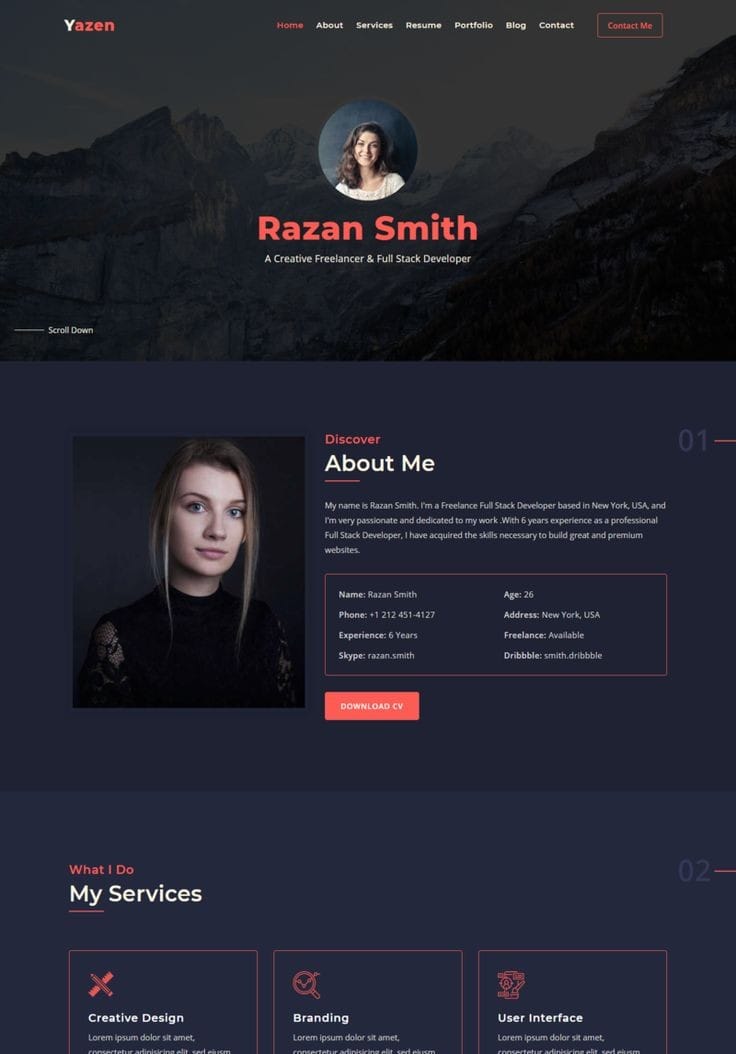 Yazen
Home About Services Resume Portfolio Blog Contact Contact Me
Razan Smith
A Creative Freelancer & Full Stack Developer
Scroll Down
01
Discover
About Me
My name is Razan Smith. I'm a Freelance Full Stack Developer based in New York, USA, and
I'm very passionate and dedicated to my work .With 6 years experience as a professional
Full Stack Developer, I have acquired the skills necessary to build great and premium
websites.
Name: Razan Smith Age: 26
Phone: +1 212 451-4127 Address: New York, USA
Experience: 6 Years Freelance: Available
Skype: razan.smith Dribbble: smith.dribbble
DOWNLOAD CV
02
What I Do
My Services
Creative Design Branding User Interface
Lorem ipsum dolor sit amet, Lorem ipsum dolor sit amet, Lorem ipsum dolor sit amet,
consectetur adipisicing elit, sed eiusm consectetur adipisicing elit, sed eiusm consectetur adipisicing elit, sed eiusm